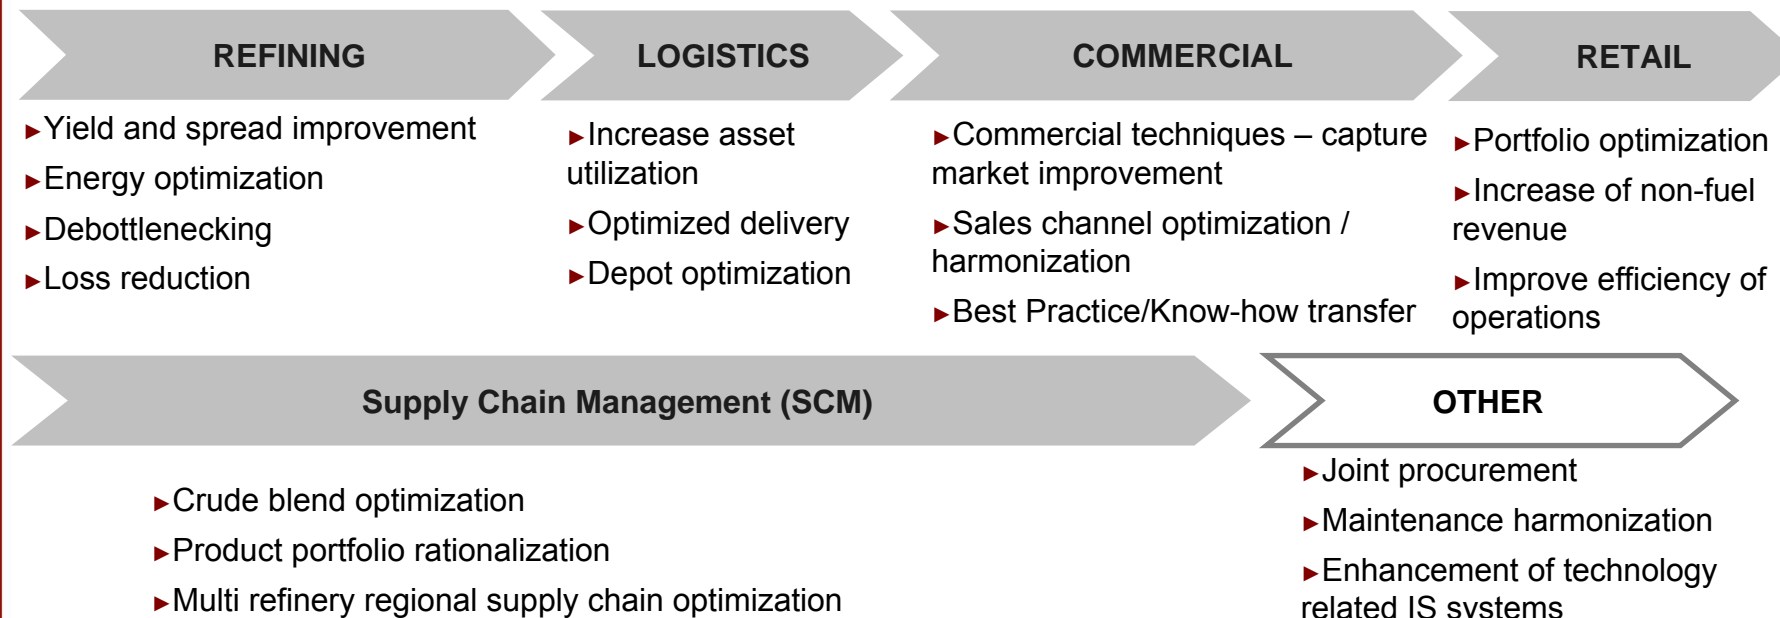 REFINING
►Yield and spread improvement
►Energy optimization
►Debottlenecking
►Loss reduction
LOGISTICS
►Increase asset
utilization
►Optimized delivery
►Depot optimization
COMMERCIAL
►Commercial techniques – capture
market improvement
►Sales channel optimization /
harmonization
►Best Practice/Know-how transfer
RETAIL
►Portfolio optimization
►Increase of non-fuel
revenue
►Improve efficiency of
operations
Supply Chain Management (SCM)
►Crude blend optimization
►Product portfolio rationalization
►Multi refinery regional supply chain optimization
OTHER
►Joint procurement
►Maintenance harmonization
►Enhancement of technology
related IS systems